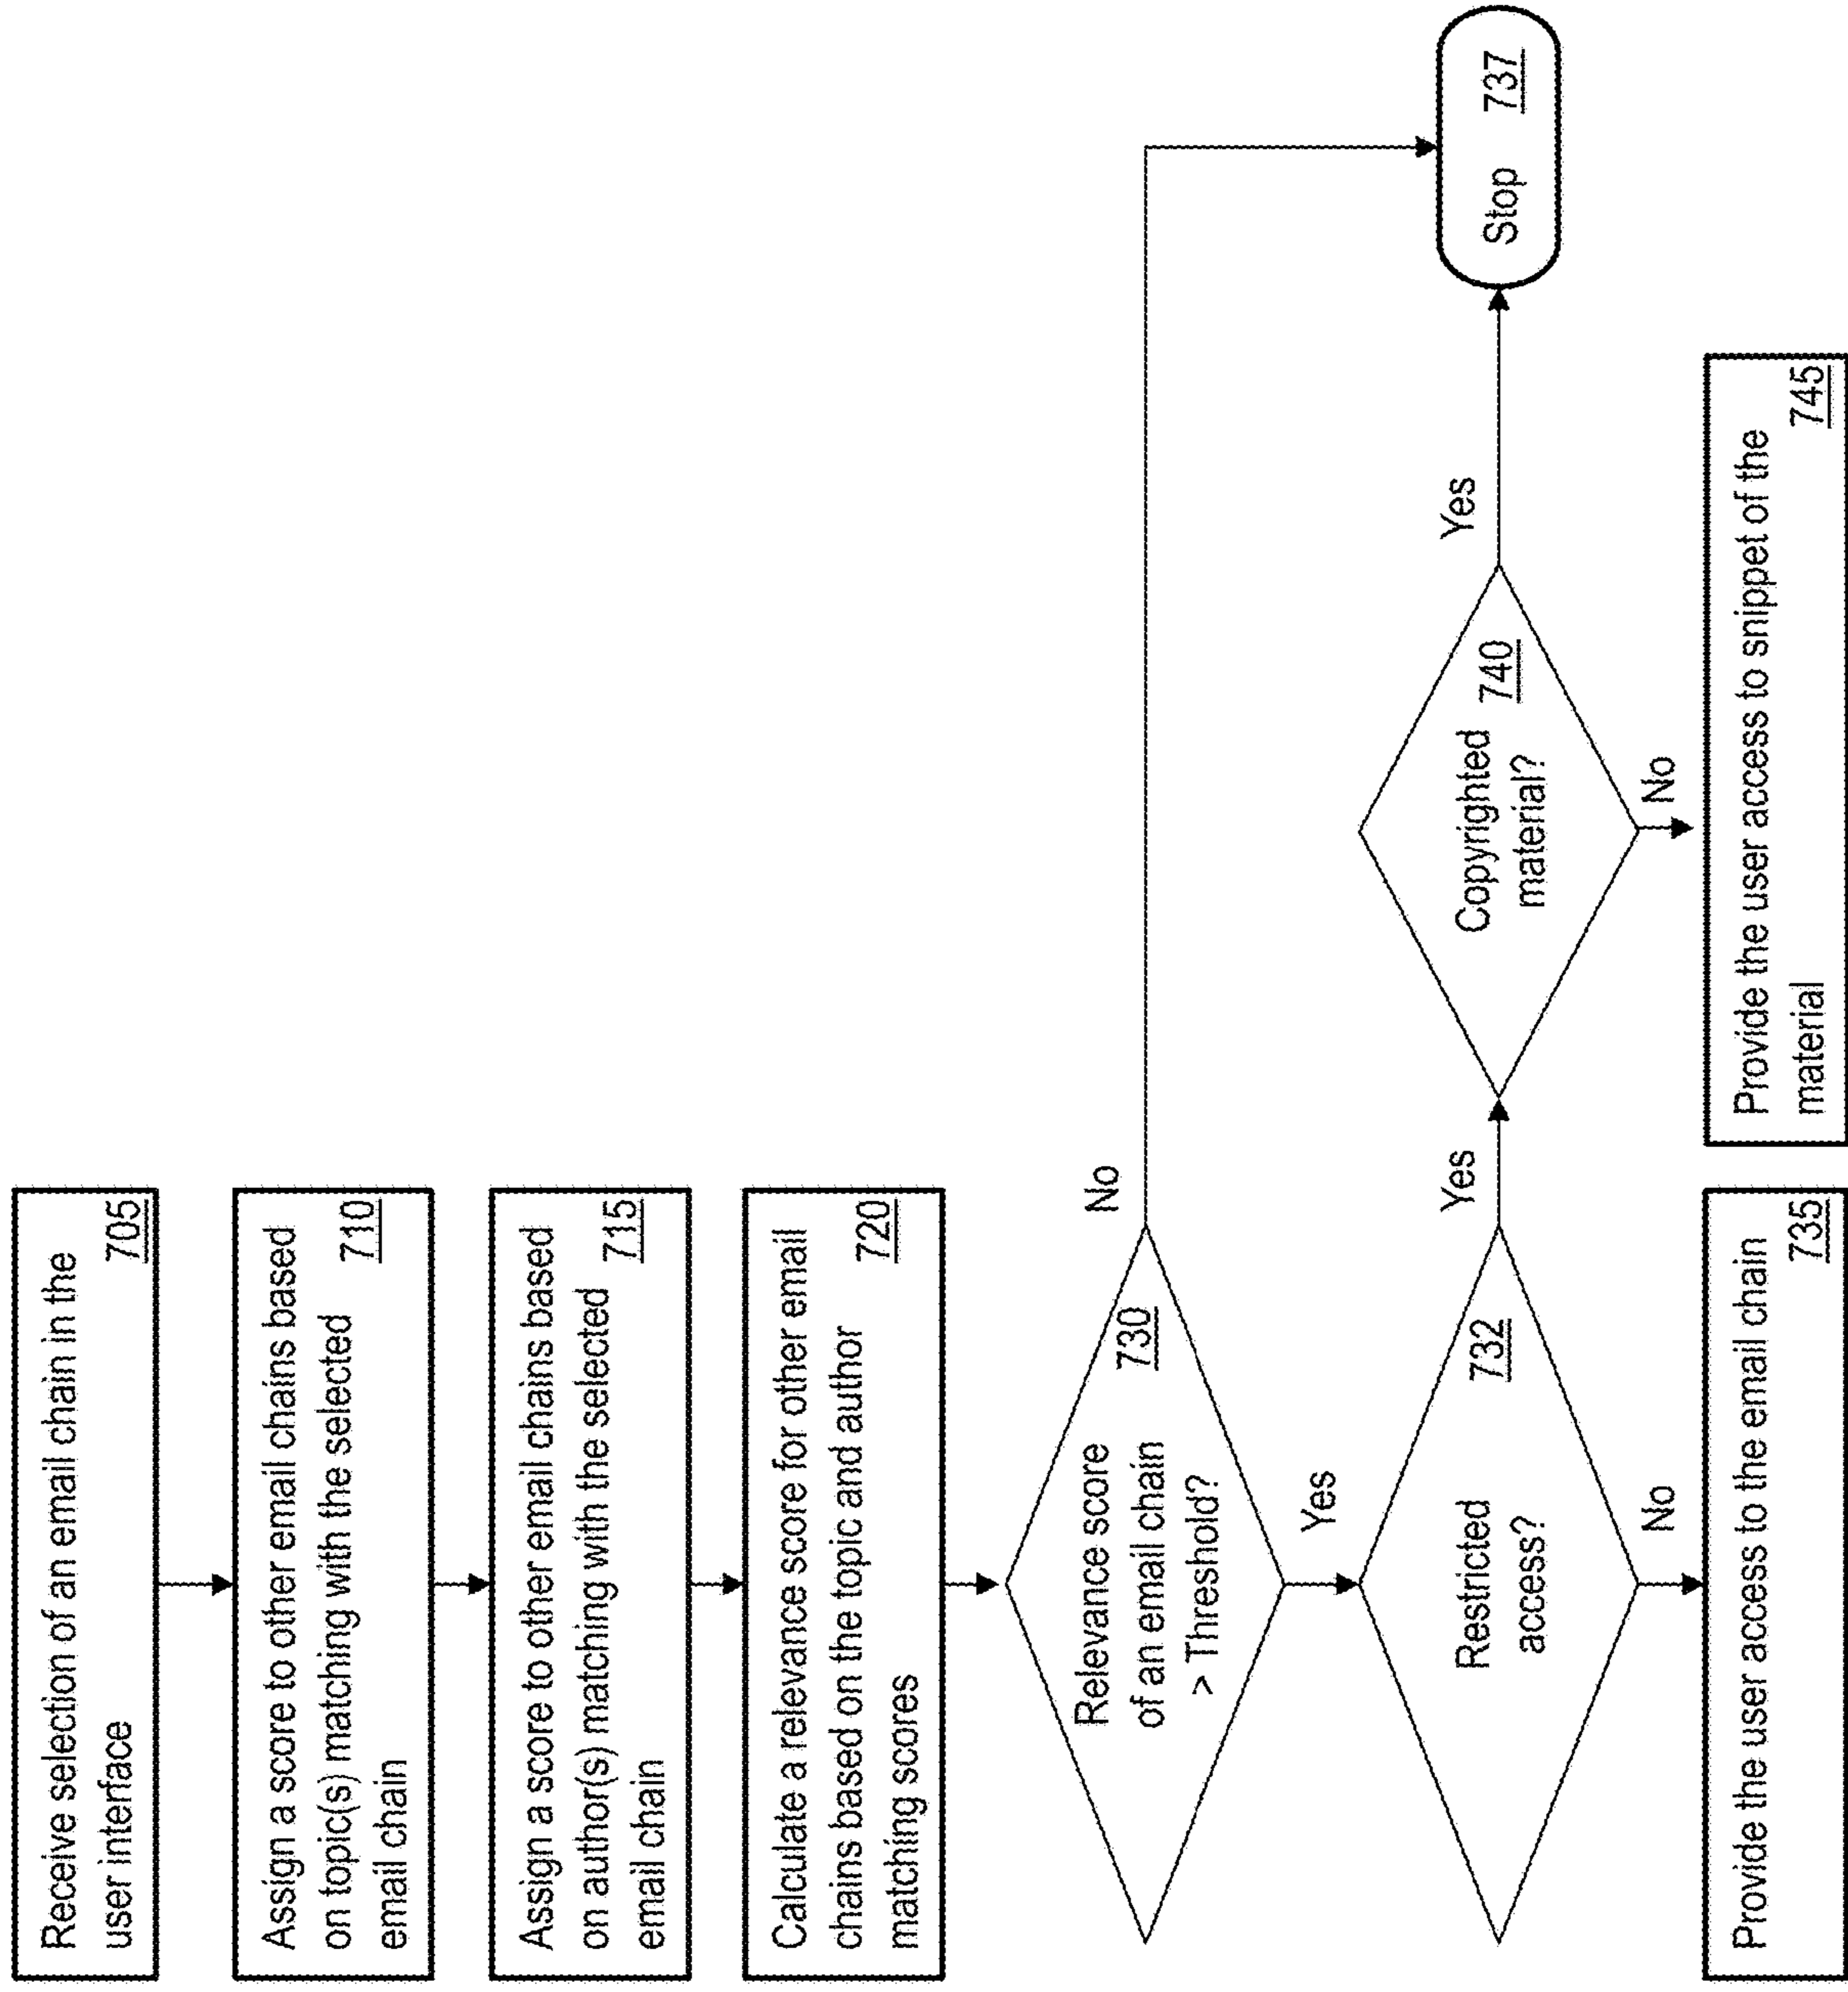 Receive selection of an email chain in the
user interface
705
Assign a score to other email chains based
on topic(s) matching with the selected
email chain
710
Assign a score to other email chains based
on author(s) matching with the selected
email chain
715
Calculate a relevance score for other email
chains based on the topic and author
matching scores
720
Relevance score
of an email chain
> Threshold?
730
No
Yes
Restricted
access?
732
Yes
No
Copyrighted
material?
740
Yes
No
Stop 737
Provide the user access to the email chain
735
Provide the user access to snippet of the
material
745